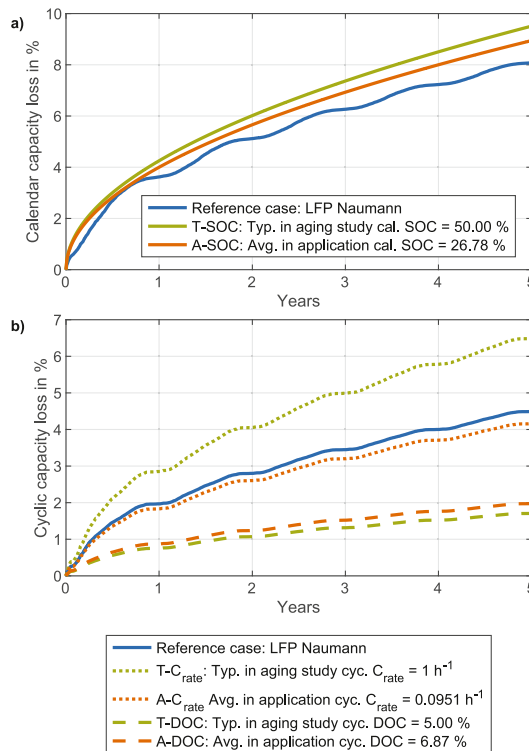 a)
10
8
6
4
2
0
Calendar capacity loss in %
Reference case: LFP Naumann
T-SOC: Typ. in aging study cal. SOC = 50.00 %
A-SOC: Avg. in application cal. SOC = 26.78 %
0 1 2 3 4 5
Years
b)
7
6
5
4
3
2
1
0
Cyclic capacity loss in %
0 1 2 3 4 5
Years
Reference case: LFP Naumann
T-Crate: Typ. in aging study cyc. Crate = 1 h-1
A-Crate Avg. in application cyc. Crate = 0.0951 h-1
T-DOC: Typ. in aging study cyc. DOC = 5.00 %
A-DOC: Avg. in application cyc. DOC = 6.87 %